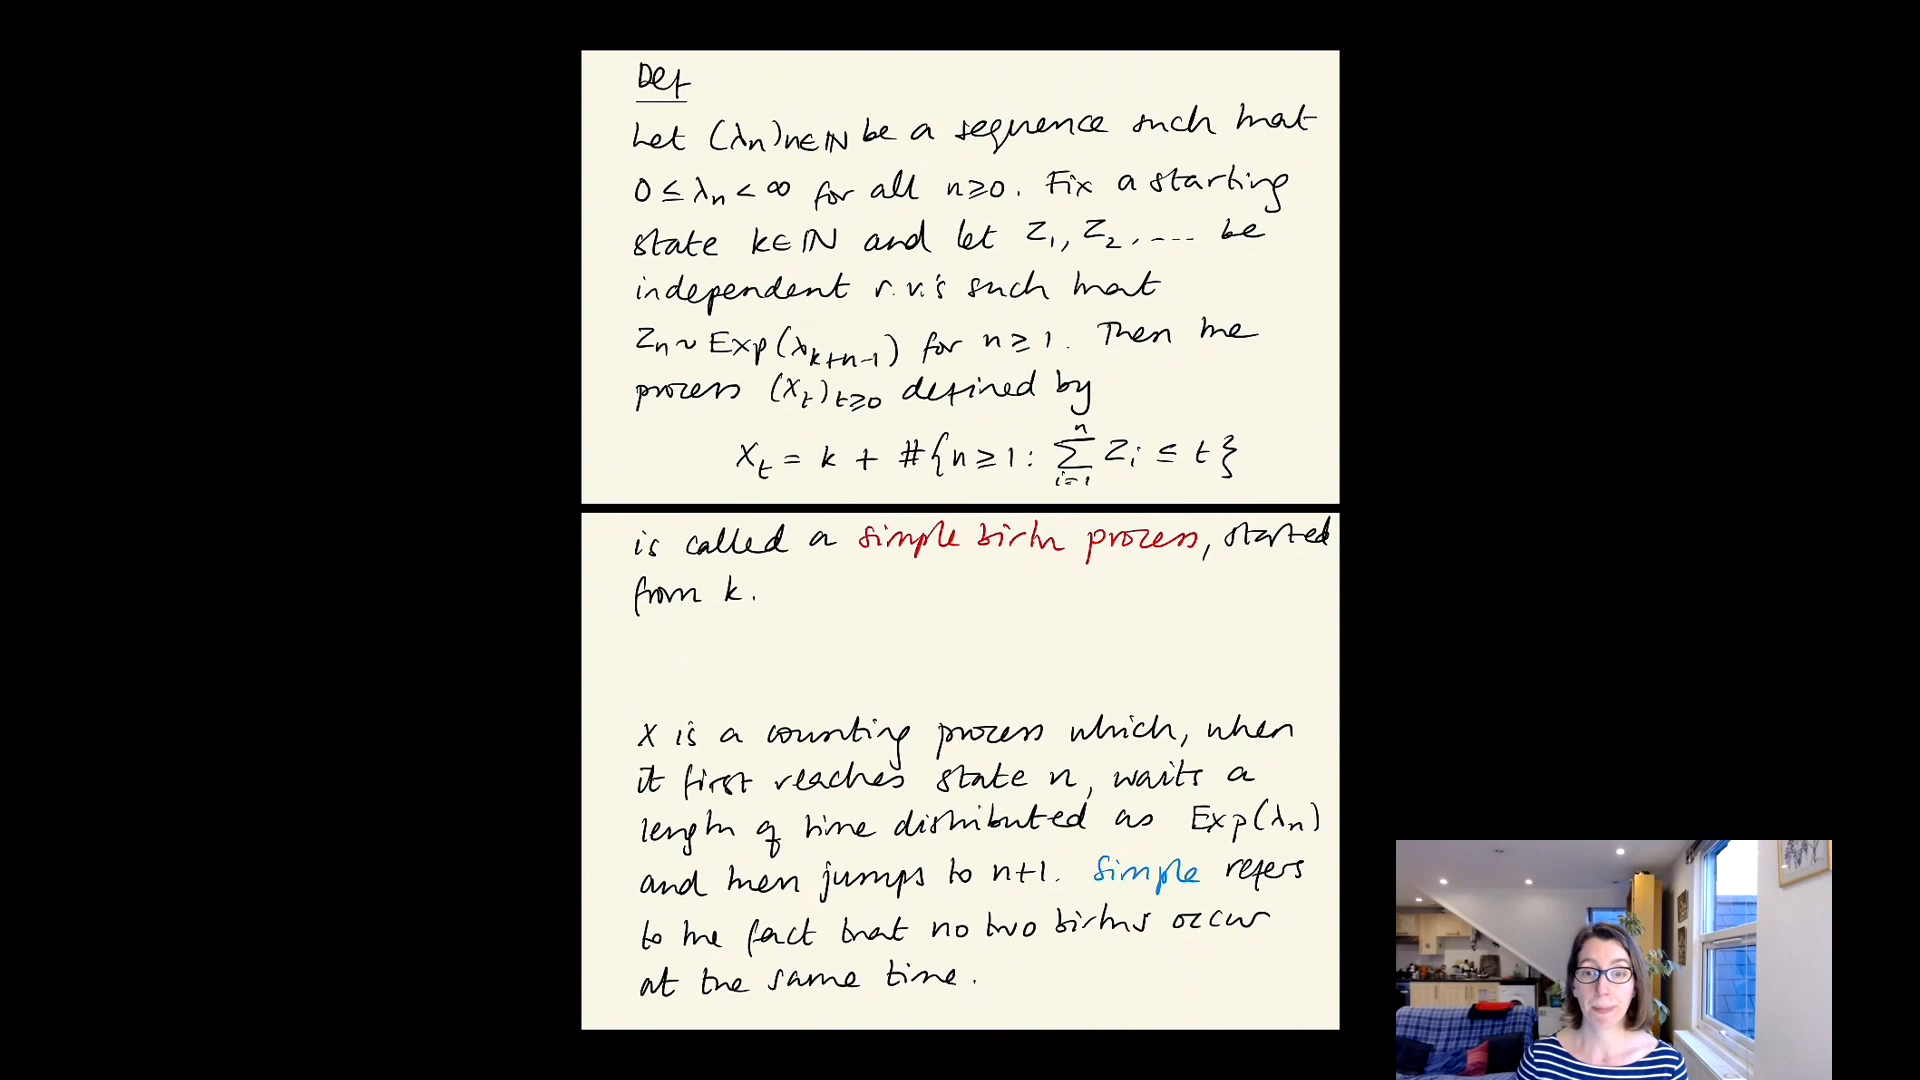 Def
Let (λn)n∈ℕ be a sequence such that
0 ≤ λn < ∞ for all n≥0. Fix a starting
state k∈ℕ and let Z1, Z2, .... be
independent r.v.'s such that
Zn ~ Exp(λk+n-1) for n ≥ 1. Then the
process (Xt)t≥0 defined by
Xt = k + #{n ≥ 1: ∑_{i=1}^{n} Zi ≤ t}
is called a simple birth process, started
from k.
X is a counting process which, when
it first reaches state n, waits a
length of time distributed as Exp(λn)
and then jumps to n+1. Simple refers
to the fact that no two births occur
at the same time.